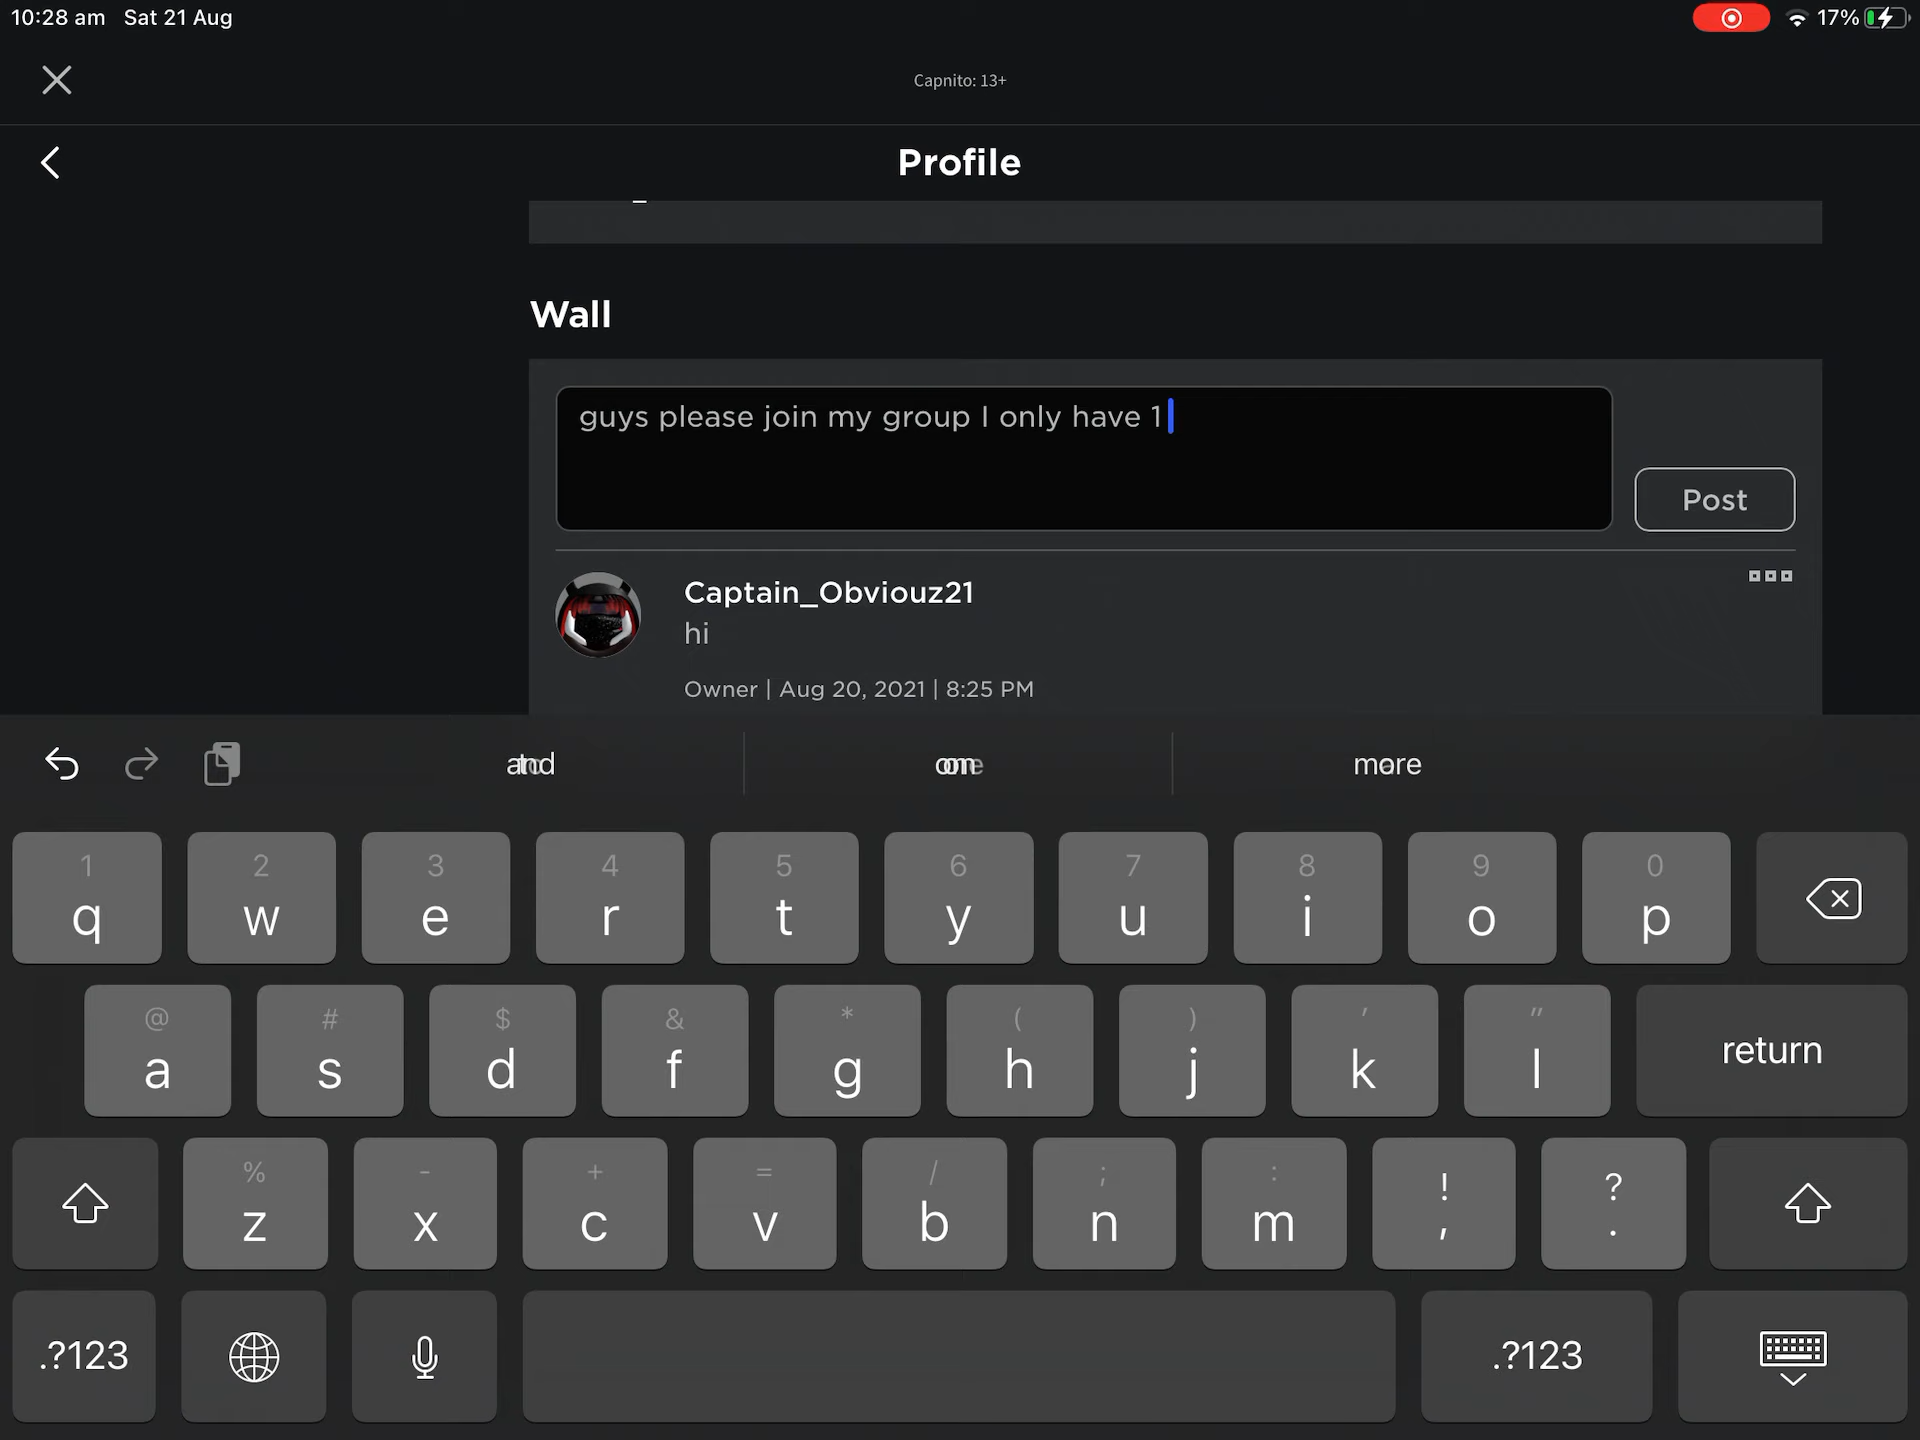 10:28 am Sat 21 Aug
17%
Capnito: 13+
Profile
Wall
guys please join my group I only have 1
Post
Captain_Obviouz21
hi
Owner | Aug 20, 2021 | 8:25 PM
more
1 2 3 4 5 6 7 8 9 0
q w e r t y u i o p
@ # $ & * ( ) ' "
a s d f g h j k l return
% - + = / ; : ! ?
z x c v b n m , .
.?123 .?123